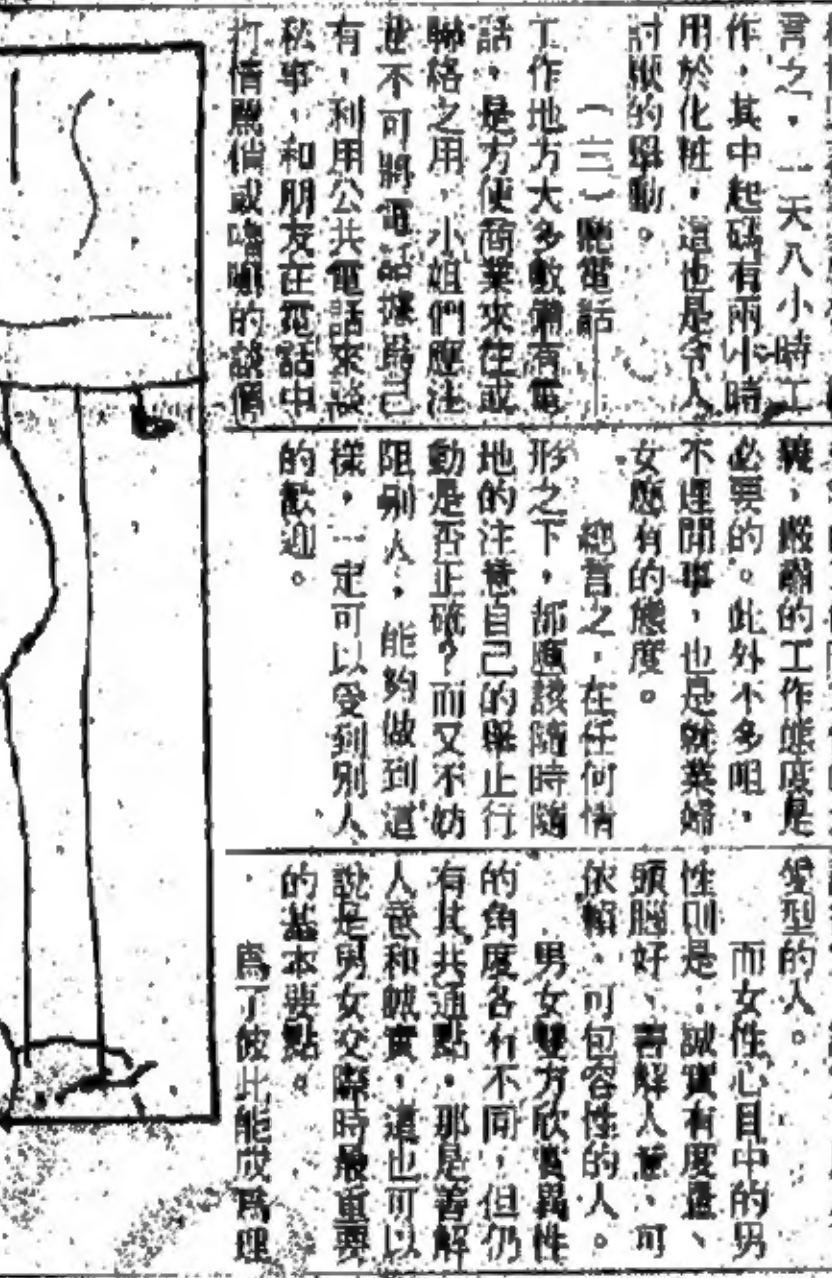 言之,一天八小時工
作,其中起碼有兩小時
用於化粧,這也是令人
討厭的舉動。
(三)聽電話
工作地方大多數備有電
話,是方便商業來往或
聯絡之用,小姐們應注
不可將電話據爲己
有,利用公共電話來談
私事,和朋友在電話中
打情罵俏或嚕囌的談個
嚴肅的工作態度是
必要的。此外不多咀,
不理閒事,也是就業婦
女應有的態度。
總言之,在任何情
形之下,都應該隨時隨
地的注意自己的舉止行
動是否正確?而又不妨
阻別人,能夠做到這
樣,一定可以受到別人
的歡迎。
愛型的人。
而女性心目中的男
性則是:誠實有度量、
頭腦好、善解人意、可
依賴、可包容性的人。
男女雙方欣賞異性
的角度各有不同,但仍
有其共通點,那是善解
人意和誠實,這也可以
說是男女交際時最重要
的基本要點。
爲了彼此能成爲理